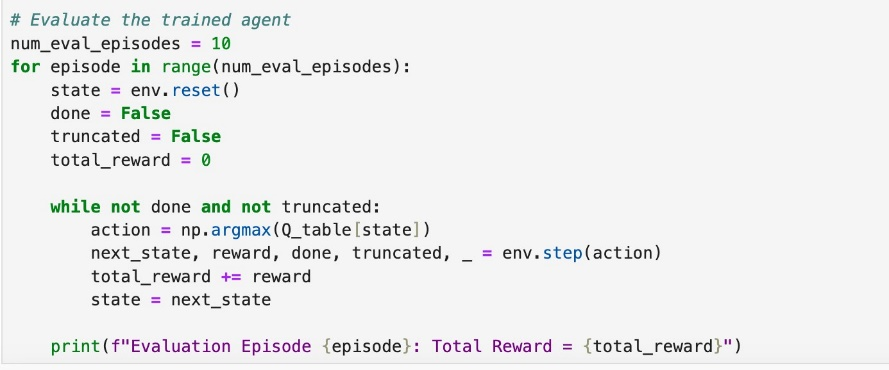 # Evaluate the trained agent
num_eval_episodes = 10
for episode in range(num_eval_episodes):
    state = env.reset()
    done = False
    truncated = False
    total_reward = 0

    while not done and not truncated:
        action = np.argmax(Q_table[state])
        next_state, reward, done, truncated, _ = env.step(action)
        total_reward += reward
        state = next_state

    print(f"Evaluation Episode {episode}: Total Reward = {total_reward}")